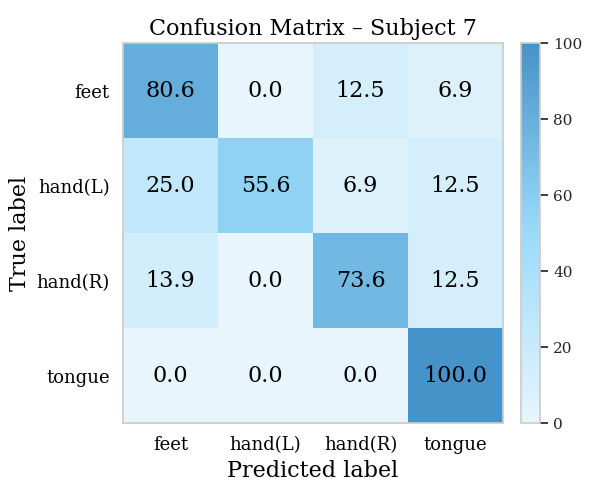 Confusion Matrix – Subject 7
feet 80.6 0.0 12.5 6.9
hand(L) 25.0 55.6 6.9 12.5
hand(R) 13.9 0.0 73.6 12.5
tongue 0.0 0.0 0.0 100.0
feet hand(L) hand(R) tongue
Predicted label
True label
100
80
60
40
20
0